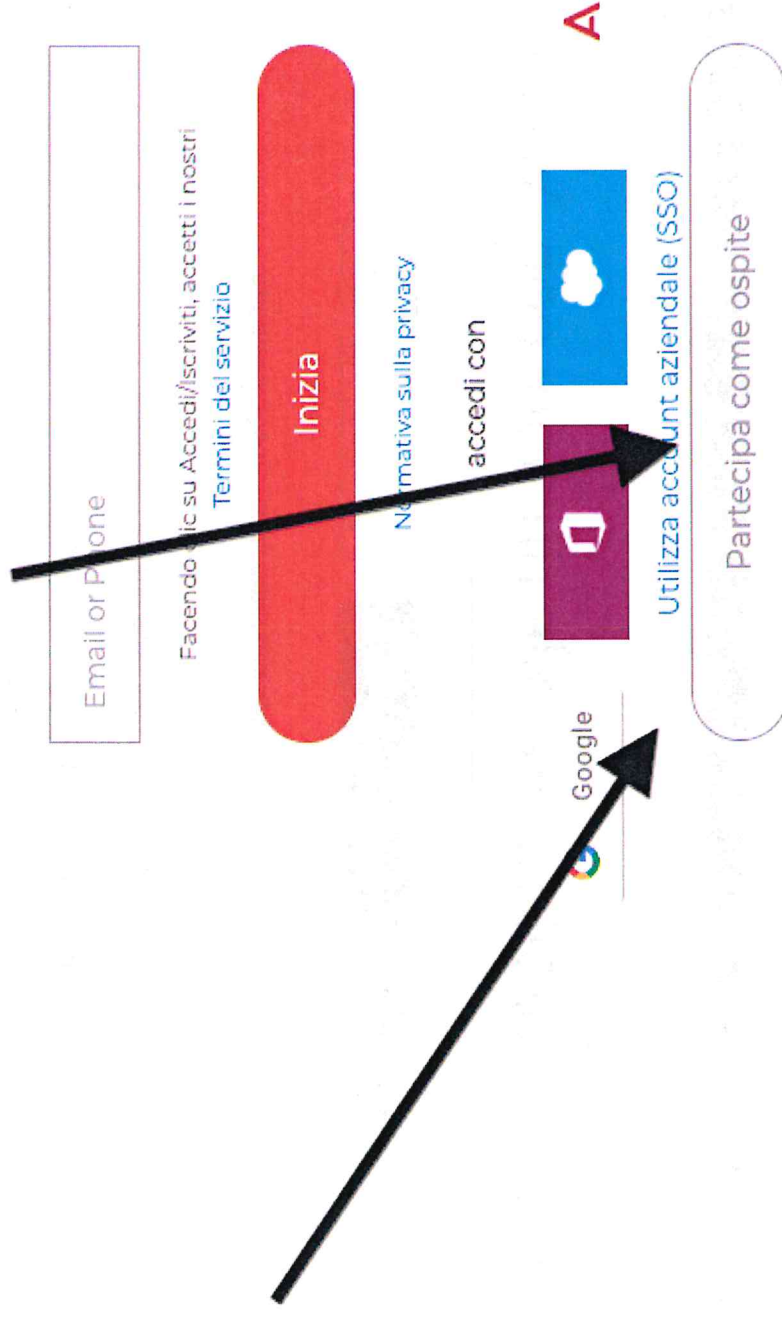 Email or Phone
Facendo clic su Accedi/Iscriviti, accetti i nostri
Termini del servizio
Inizia
Normativa sulla privacy
accedi con
Google
A
Utilizza account aziendale (SSO)
Partecipa come ospite